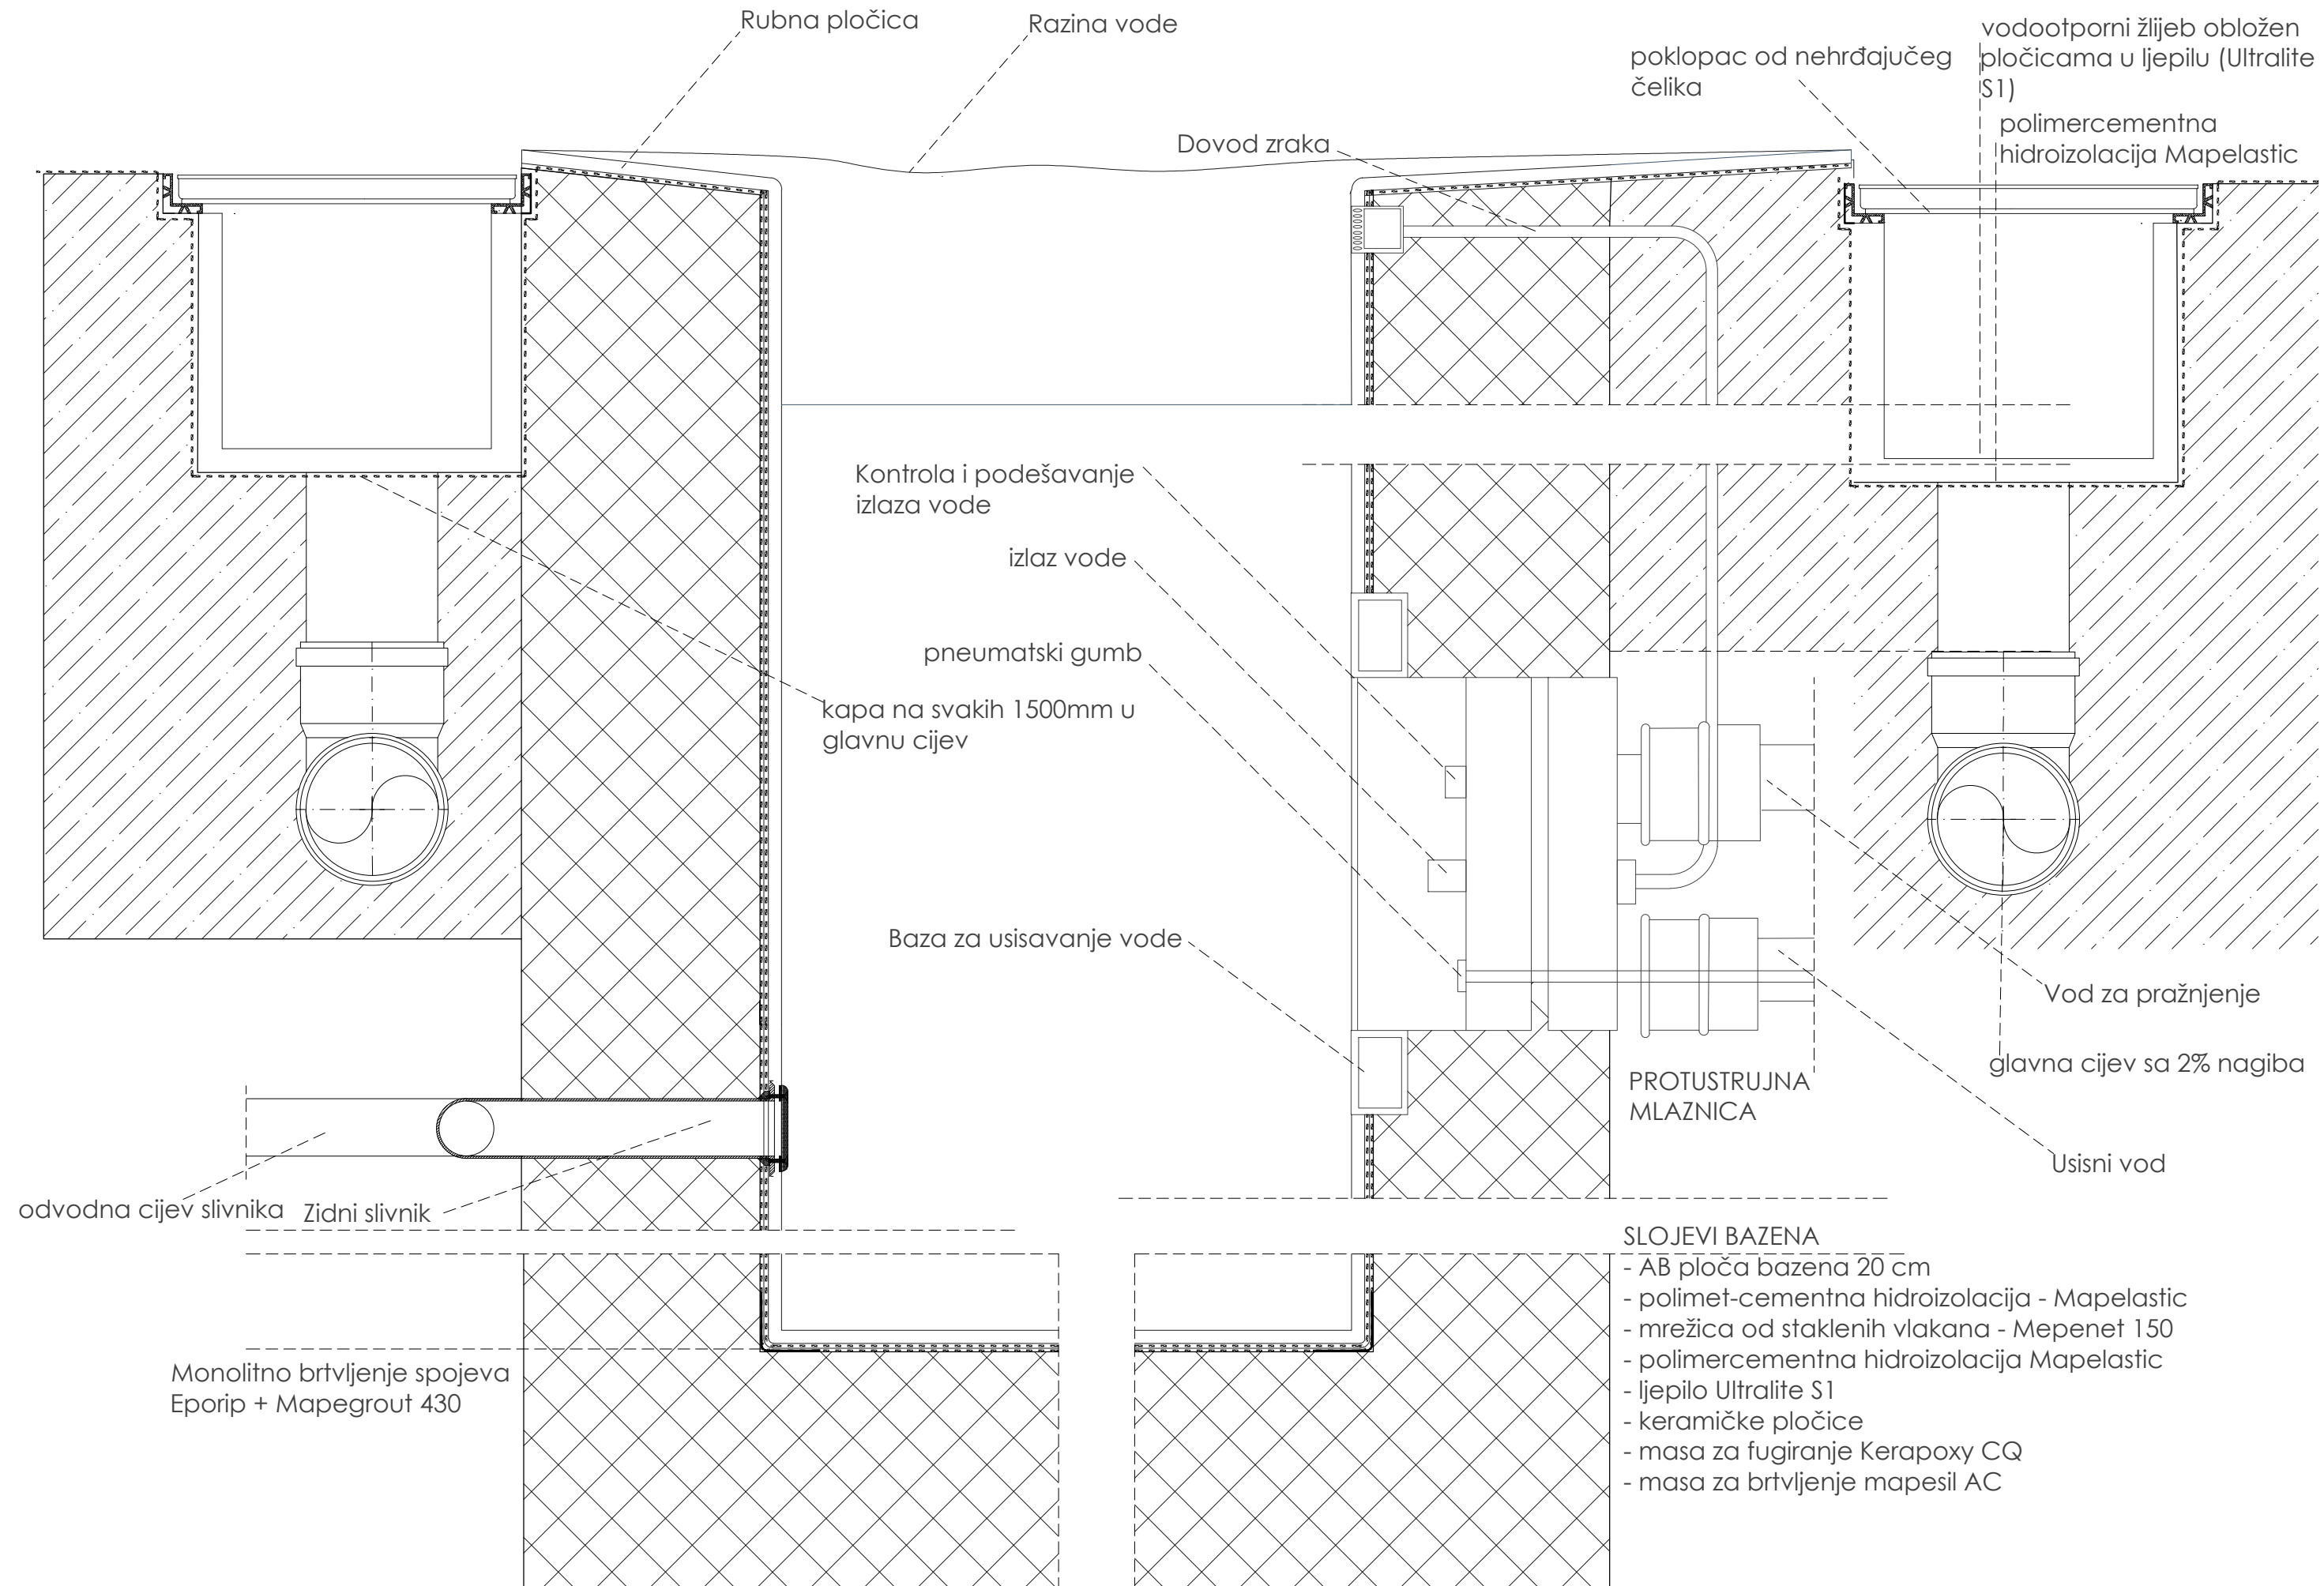 Rubna pločica
Razina vode
vodootporni žlijeb obložen
pločicama u ljepilu (Ultralite
S1)
poklopac od nehrđajučeg
čelika
polimercementna
hidroizolacija Mapelastic
Dovod zraka
Kontrola i podešavanje
izlaza vode
izlaz vode
pneumatski gumb
kapa na svakih 1500mm u
glavnu cijev
Baza za usisavanje vode
Vod za pražnjenje
glavna cijev sa 2% nagiba
PROTUSTRUJNA
MLAZNICA
Usisni vod
odvodna cijev slivnika
Zidni slivnik
SLOJEVI BAZENA
- AB ploča bazena 20 cm
- polimet-cementna hidroizolacija - Mapelastic
- mrežica od staklenih vlakana - Mepenet 150
- polimercementna hidroizolacija Mapelastic
- ljepilo Ultralite S1
- keramičke pločice
- masa za fugiranje Kerapoxy CQ
- masa za brtvljenje mapesil AC
Monolitno brtvljenje spojeva
Eporip + Mapegrout 430